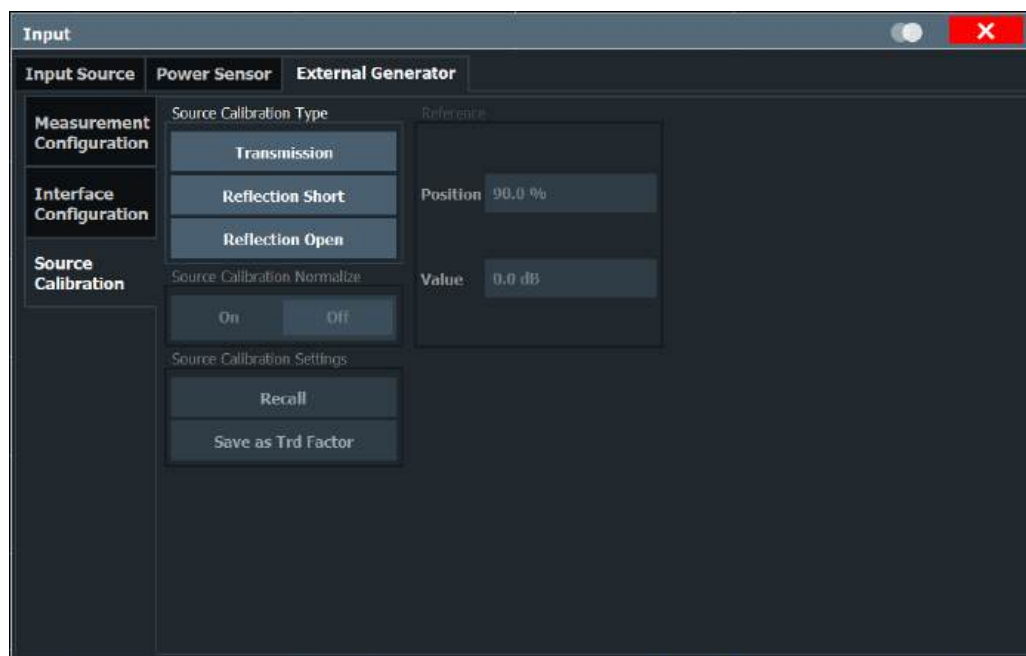 Input
Input Source
Power Sensor
External Generator
Measurement
Configuration
Interface
Configuration
Source
Calibration
Source Calibration Type
Transmission
Reflection Short
Reflection Open
Source Calibration Normalize
On
Off
Source Calibration Settings
Recall
Save as Trd Factor
Reference
Position
90.0 %
Value
0.0 dB